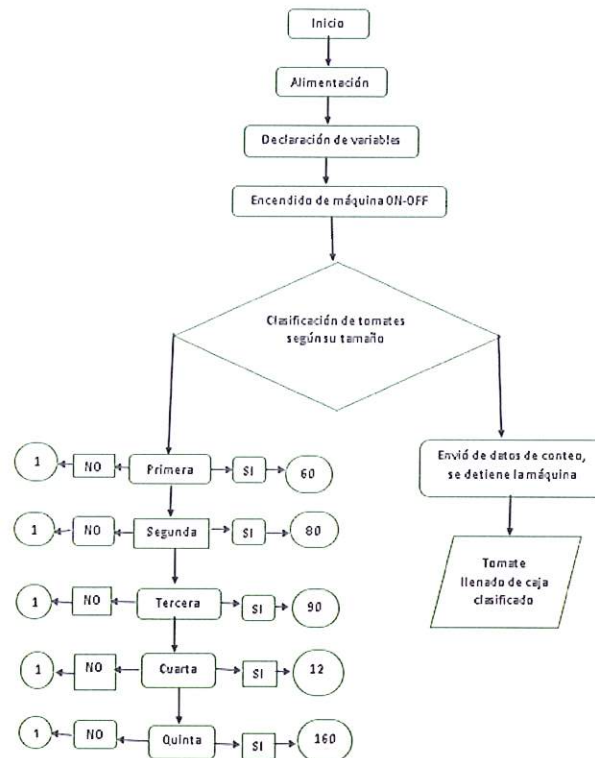 Inicio
Alimentación
Declaración de variables
Encendido de máquina ON-OFF
Clasificación de tomates
según su tamaño
1 NO Primera SI 60
1 NO Segunda SI 80
1 NO Tercera SI 90
1 NO Cuarta SI 12
1 NO Quinta SI 160
Envió de datos de conteo,
se detiene la máquina
Tomate
llenado de caja
clasificado